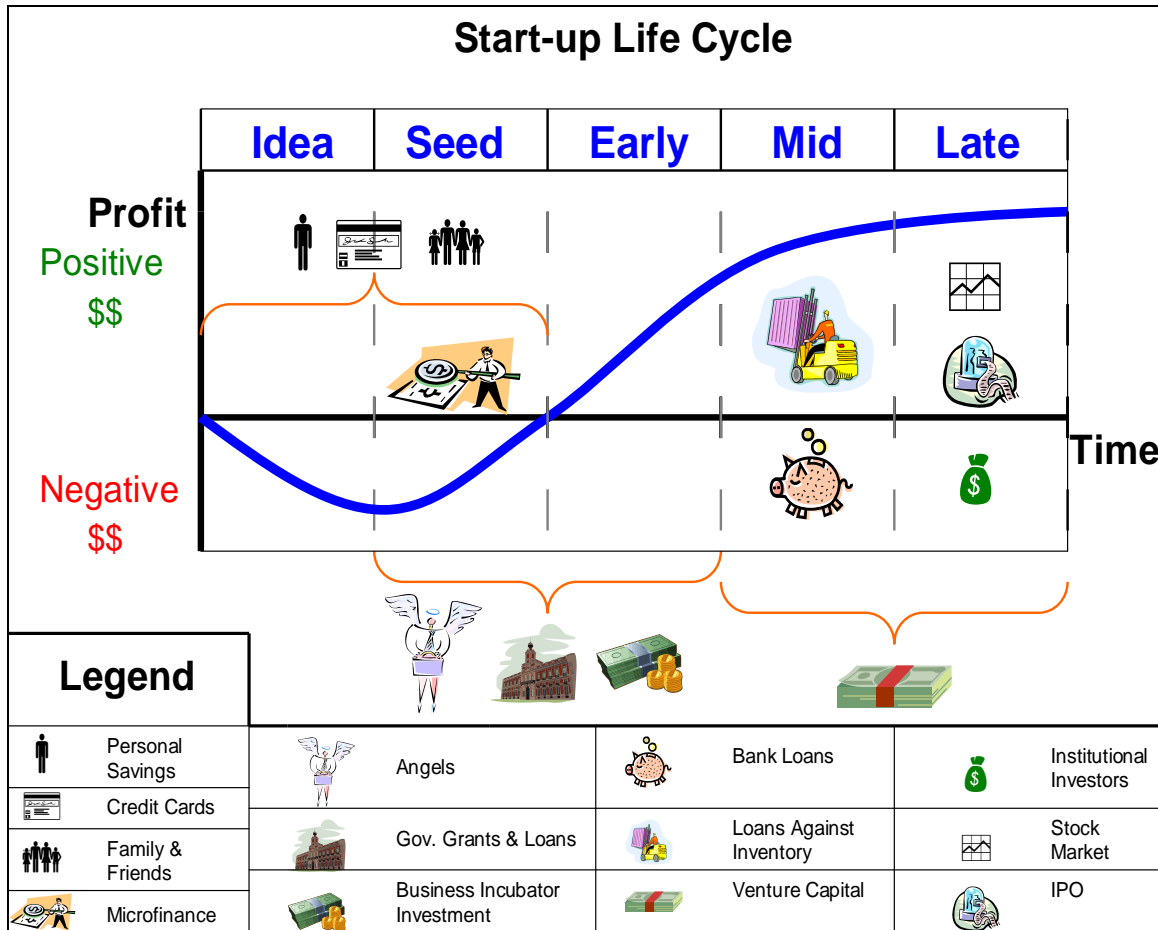 Start-up Life Cycle
Idea Seed Early Mid Late
Profit
Positive
$$
Time
Negative
$$
Legend
Personal
Savings
Credit Cards
Family &
Friends
Microfinance
Angels
Gov. Grants & Loans
Business Incubator
Investment
Bank Loans
Loans Against
Inventory
Venture Capital
Institutional
Investors
Stock
Market
IPO